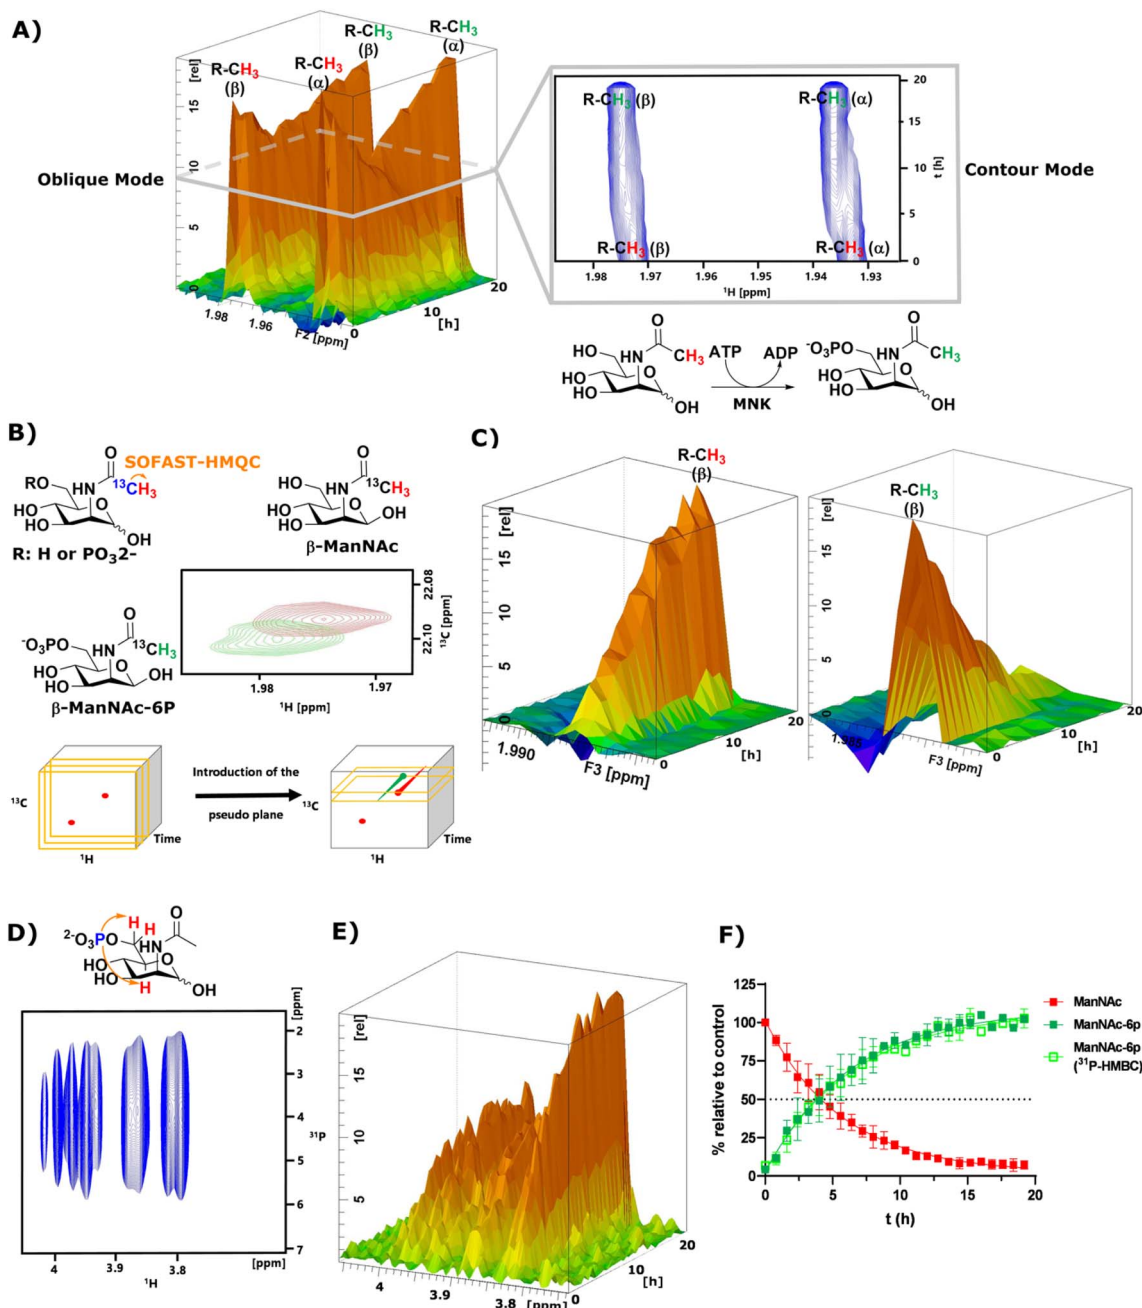 A)
R-CH3
(β)
R-CH3
(α)
R-CH3
(β)
R-CH3
(α)
[rel]
15
10
5
0
1.98
1.96
F2 [ppm]
0
10
[h]
20
Oblique Mode
R-CH3 (β)
R-CH3 (α)
R-CH3 (β)
R-CH3 (α)
20
15
10
5
0
t [h]
1.98
1.97
1.96
1.95
1.94
1.93
1H [ppm]
Contour Mode
HO
HO
HO
HN
O
CH3
OH
ATP
ADP
MNK
-O3PO
HO
HO
HN
O
CH3
OH
B)
SOFAST-HMQC
O
RO
HN
13CH3
HO
HO
OH
R: H or PO32-
O
HO
HN
13CH3
HO
HO
OH
β-ManNAc
O
-O3PO
HN
13CH3
HO
HO
OH
β-ManNAc-6P
22.08
22.10
13C [ppm]
1.98
1.97
1H [ppm]
13C
1H
Time
Introduction of the
pseudo plane
13C
1H
Time
C)
R-CH3
(β)
[rel]
15
10
5
0
1.990
F3 [ppm]
0
10
[h]
20
R-CH3
(β)
[rel]
15
10
5
0
F3 [ppm]
0
10
[h]
20
D)
2-O3PO
H
H
HN
O
HO
HO
H
OH
[ppm]
2
3
4
5
6
7
31P
4
3.9
3.8
[ppm]
1H
E)
[rel]
15
10
5
4
3.9
3.8
[ppm]
0
10
[h]
20
F)
125
100
75
50
25
0
% relative to control
0
5
10
15
20
t (h)
ManNAc
ManNAc-6p
ManNAc-6p
(31P-HMBC)